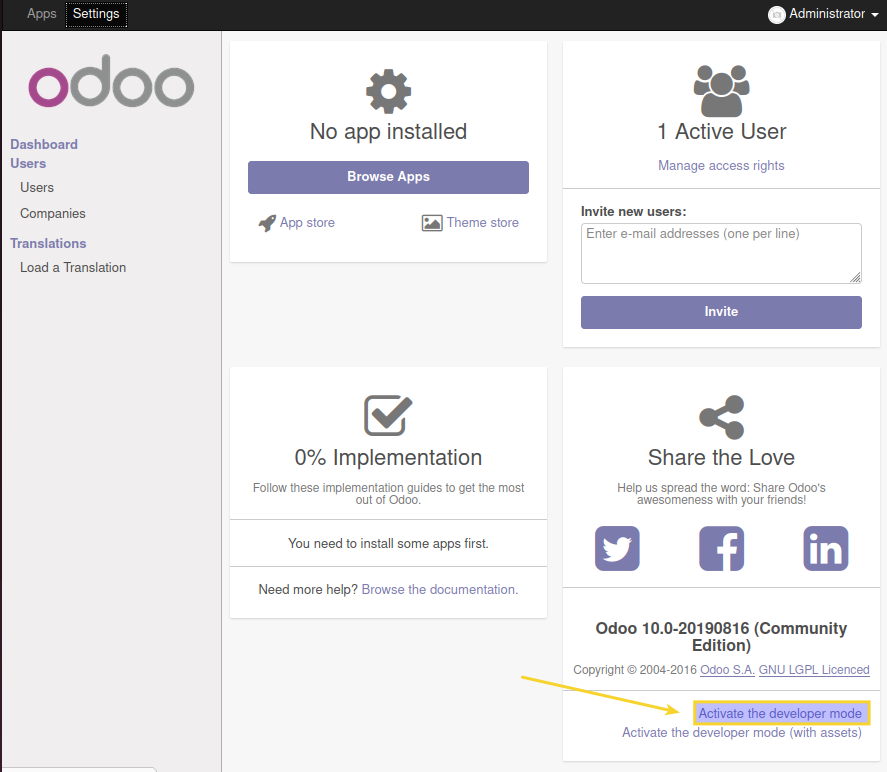 Apps Settings Administrator
odoo
Dashboard
Users
Users
Companies
Translations
Load a Translation
No app installed
Browse Apps
App store Theme store
1 Active User
Manage access rights
Invite new users:
Enter e-mail addresses (one per line)
Invite
0% Implementation
Follow these implementation guides to get the most
out of Odoo.
You need to install some apps first.
Need more help? Browse the documentation.
Share the Love
Help us spread the word: Share Odoo's
awesomeness with your friends!
Odoo 10.0-20190816 (Community
Edition)
Copyright © 2004-2016 Odoo S.A. GNU LGPL Licenced
Activate the developer mode
Activate the developer mode (with assets)